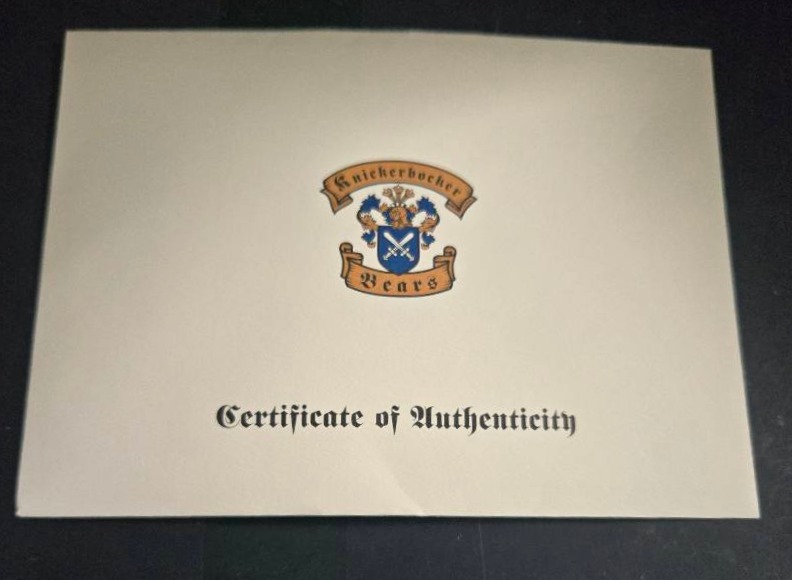 Knickerbocker
Bears
Certificate of Authenticity